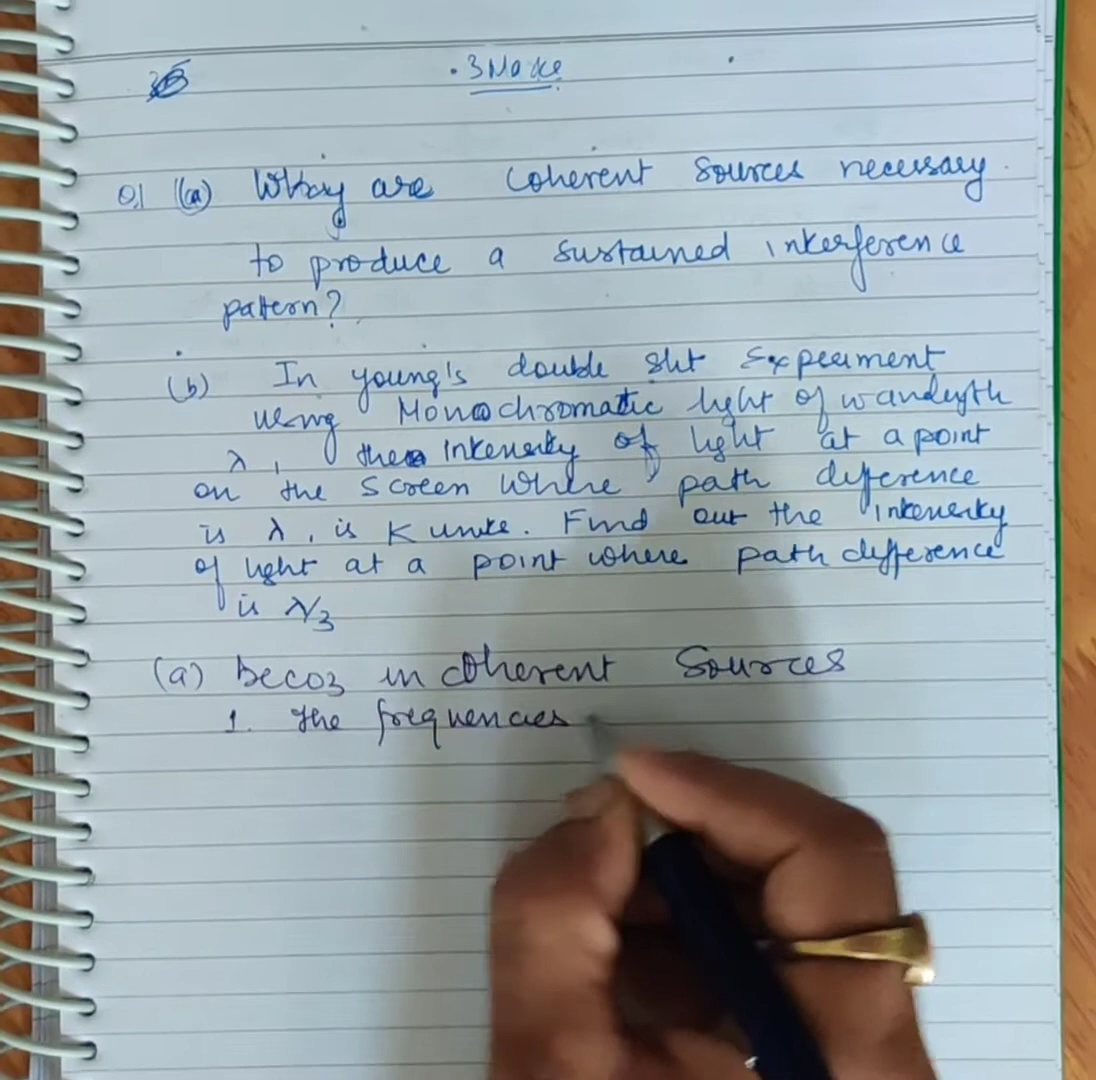 3 Marks
Q.1 (a) Why are Coherent Sources necessary
to produce a sustained interference
pattern?
(b) In young's double slit Experiment
using Monochromatic light of wavelength
λ, the intensity of light at a point
on the screen where path difference
is λ, is K units. Find out the intensity
of light at a point where path difference
is λ/3
(a) Becoz in coherent Sources
1. The frequencies